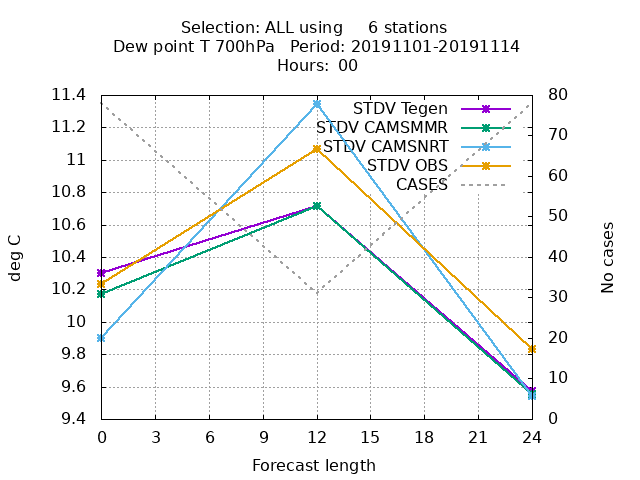 Selection: ALL using     6 stations
Dew point T 700hPa   Period: 20191101-20191114
Hours: 00
11.4
11.2
11
10.8
10.6
10.4
10.2
10
9.8
9.6
9.4
deg C
STDV Tegen
STDV CAMSMMR
STDV CAMSNRT
STDV OBS
CASES
80
70
60
50
40
30
20
10
0
No cases
0 3 6 9 12 15 18 21 24
Forecast length